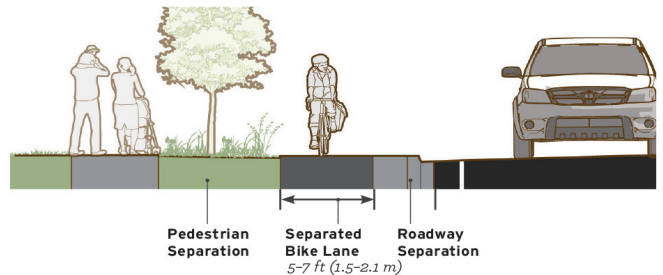 Pedestrian
Separation
Separated
Bike Lane
5–7 ft (1.5–2.1 m)
Roadway
Separation